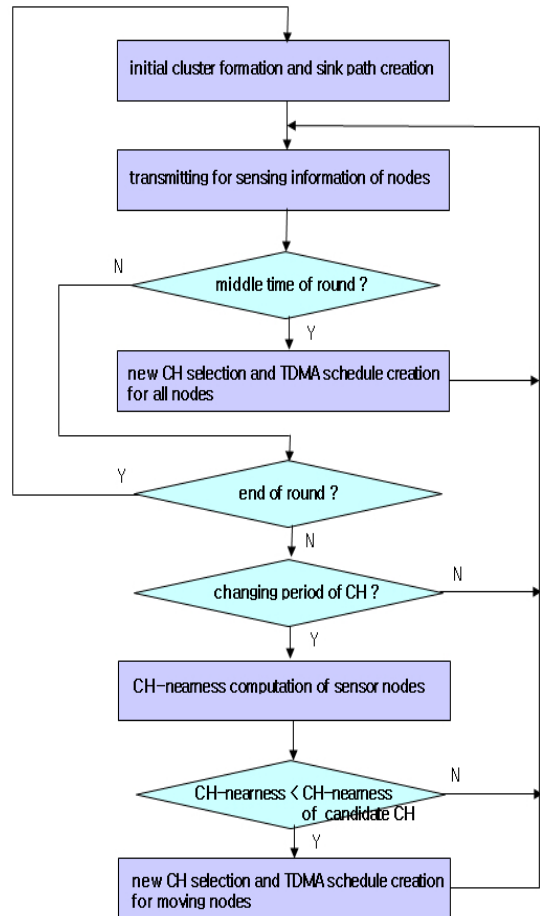 initial cluster formation and sink path creation
transmitting for sensing information of nodes
N
middle time of round ?
Y
new CH selection and TDMA schedule creation
for all nodes
Y
end of round ?
N
changing period of CH ?
N
Y
CH-nearness computation of sensor nodes
CH-nearness < CH-nearness
of candidate CH
N
Y
new CH selection and TDMA schedule creation
for moving nodes